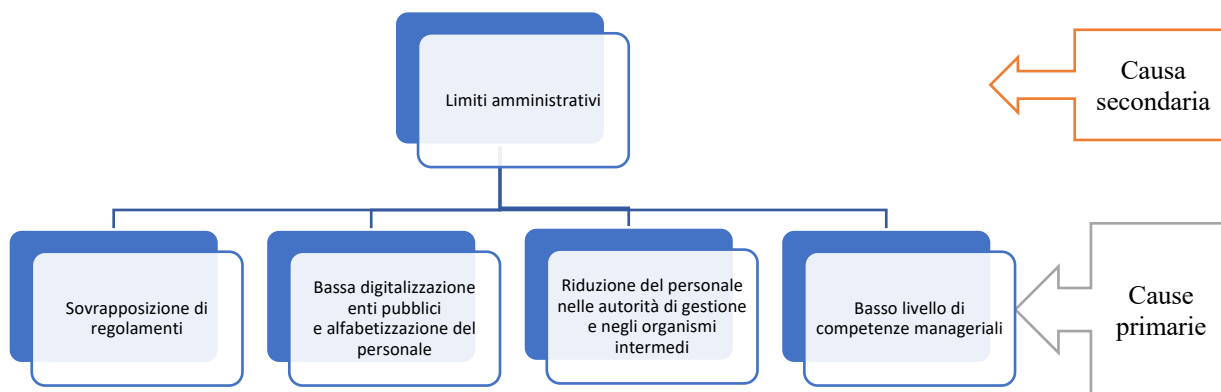 Limiti amministrativi
Causa
secondaria
Sovrapposizione di
regolamenti
Bassa digitalizzazione
enti pubblici
e alfabetizzazione del
personale
Riduzione del personale
nelle autorità di gestione
e negli organismi
intermedi
Basso livello di
competenze manageriali
Cause
primarie